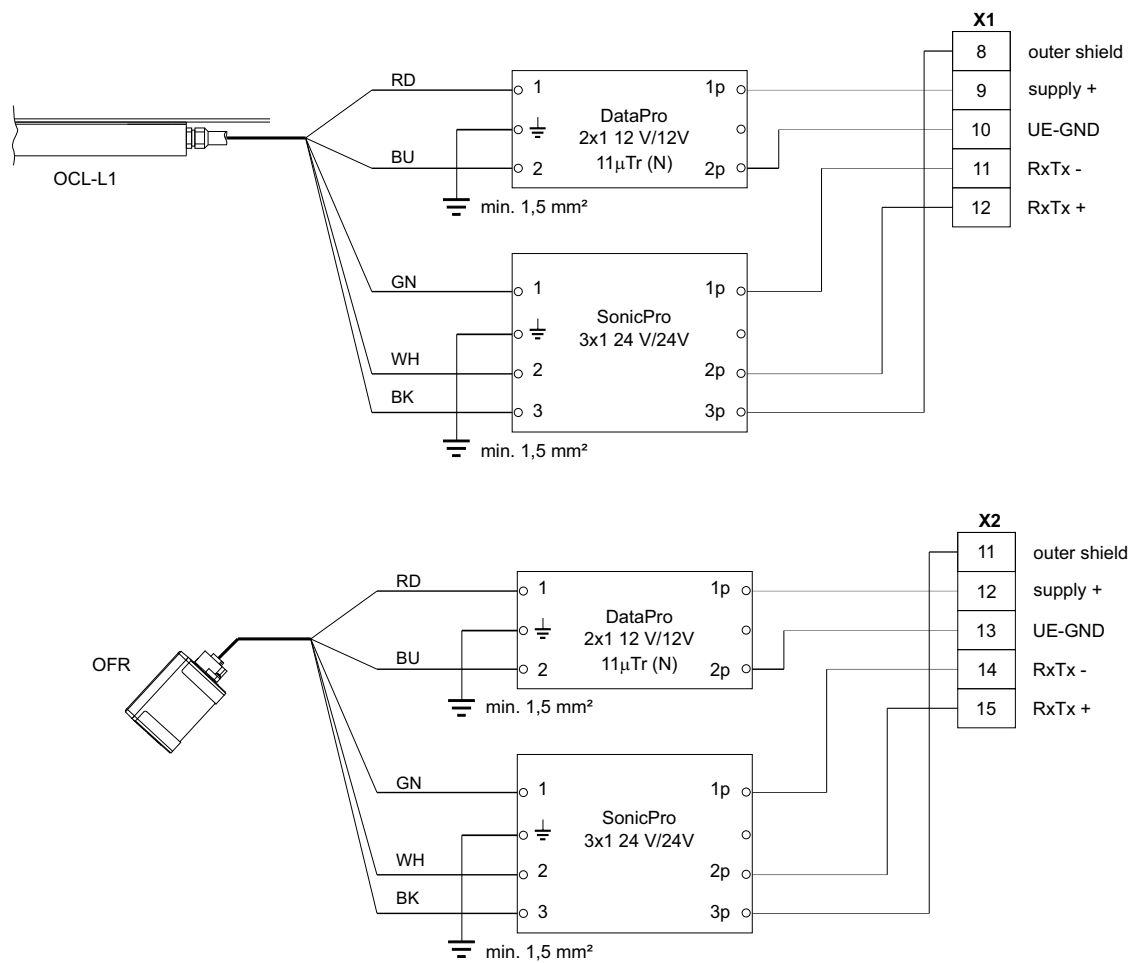 X1
8 outer shield
RD
1 1p 9 supply +
DataPro
2x1 12 V/12V
10 UE-GND
11µTr (N)
BU
2 2p 11 RxTx -
OCL-L1
min. 1,5 mm²
12 RxTx +
GN
1 1p
SonicPro
3x1 24 V/24V
WH
2 2p
BK
3 3p
min. 1,5 mm²
X2
11 outer shield
RD
1 1p 12 supply +
DataPro
2x1 12 V/12V
13 UE-GND
11µTr (N)
BU
OFR
2 2p 14 RxTx -
min. 1,5 mm²
15 RxTx +
GN
1 1p
SonicPro
3x1 24 V/24V
WH
2 2p
BK
3 3p
min. 1,5 mm²